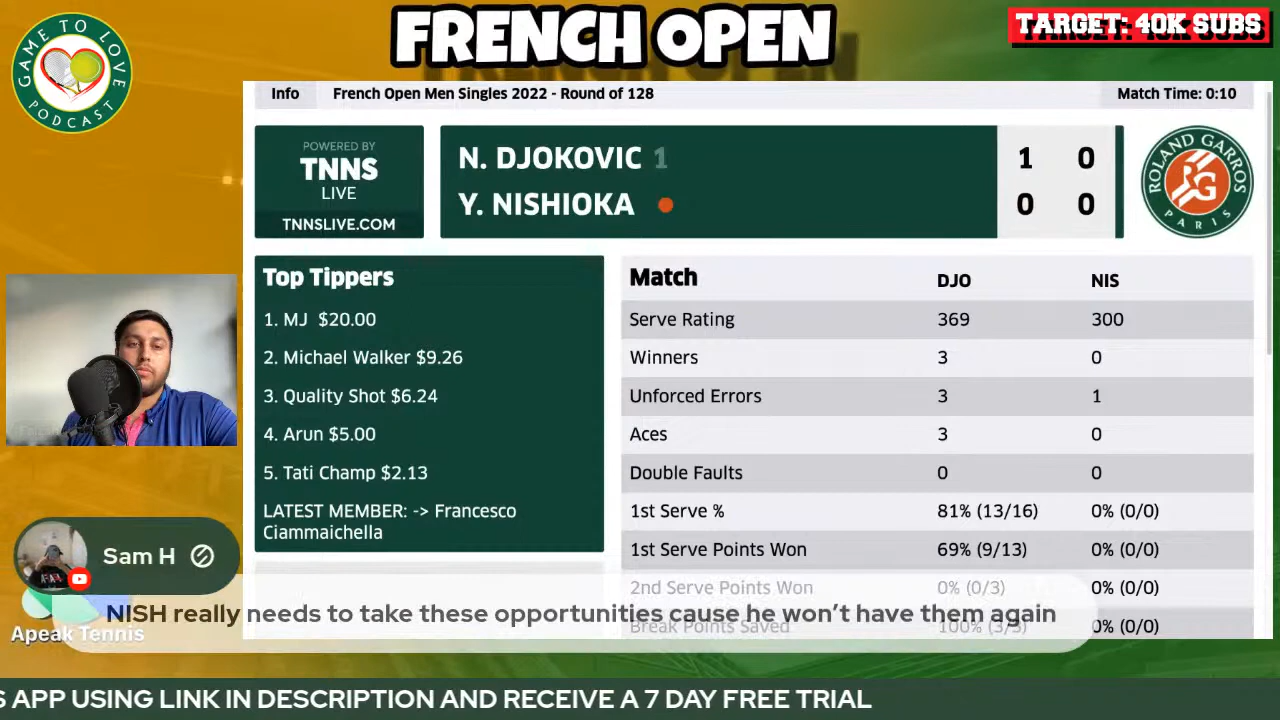 GAME TO LOVE
PODCAST
FRENCH OPEN
TARGET: 40K SUBS
Info French Open Men Singles 2022 - Round of 128 Match Time: 0:10
POWERED BY
TNNS
LIVE
TNNSLIVE.COM
N. DJOKOVIC 1 1 0
Y. NISHIOKA 0 0
ROLAND GARROS
RG
PARIS
Top Tippers
1. MJ $20.00
2. Michael Walker $9.26
3. Quality Shot $6.24
4. Arun $5.00
5. Tati Champ $2.13
LATEST MEMBER: -> Francesco
Ciammaichella
Match DJO NIS
Serve Rating 369 300
Winners 3 0
Unforced Errors 3 1
Aces 3 0
Double Faults 0 0
1st Serve % 81% (13/16) 0% (0/0)
1st Serve Points Won 69% (9/13) 0% (0/0)
2nd Serve Points Won 0% (0/3) 0% (0/0)
Break Points Saved 100% (3/3) 0% (0/0)
Sam H
NISH really needs to take these opportunities cause he won't have them again
Apeak Tennis
S APP USING LINK IN DESCRIPTION AND RECEIVE A 7 DAY FREE TRIAL